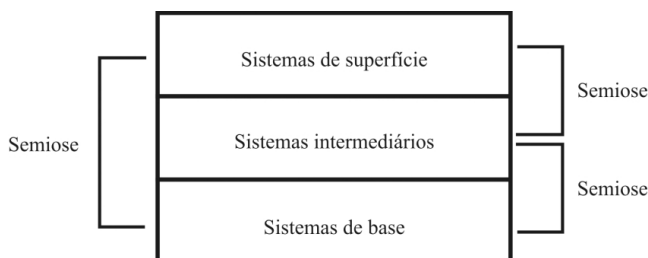 Sistemas de superfície
Semiose
Semiose
Sistemas intermediários
Semiose
Sistemas de base